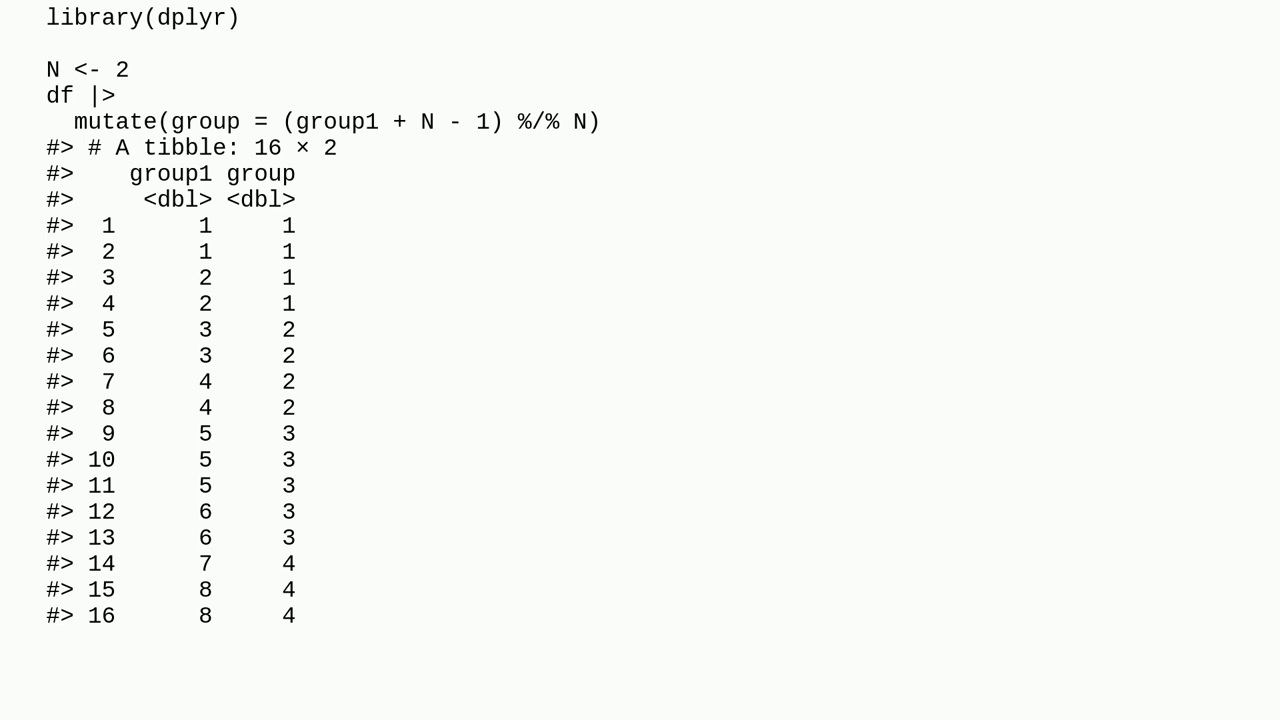 library(dplyr)

N <- 2
df |>
  mutate(group = (group1 + N - 1) %/% N)
#> # A tibble: 16 × 2
#>    group1 group
#>     <dbl> <dbl>
#>  1      1     1
#>  2      1     1
#>  3      2     1
#>  4      2     1
#>  5      3     2
#>  6      3     2
#>  7      4     2
#>  8      4     2
#>  9      5     3
#> 10      5     3
#> 11      5     3
#> 12      6     3
#> 13      6     3
#> 14      7     4
#> 15      8     4
#> 16      8     4